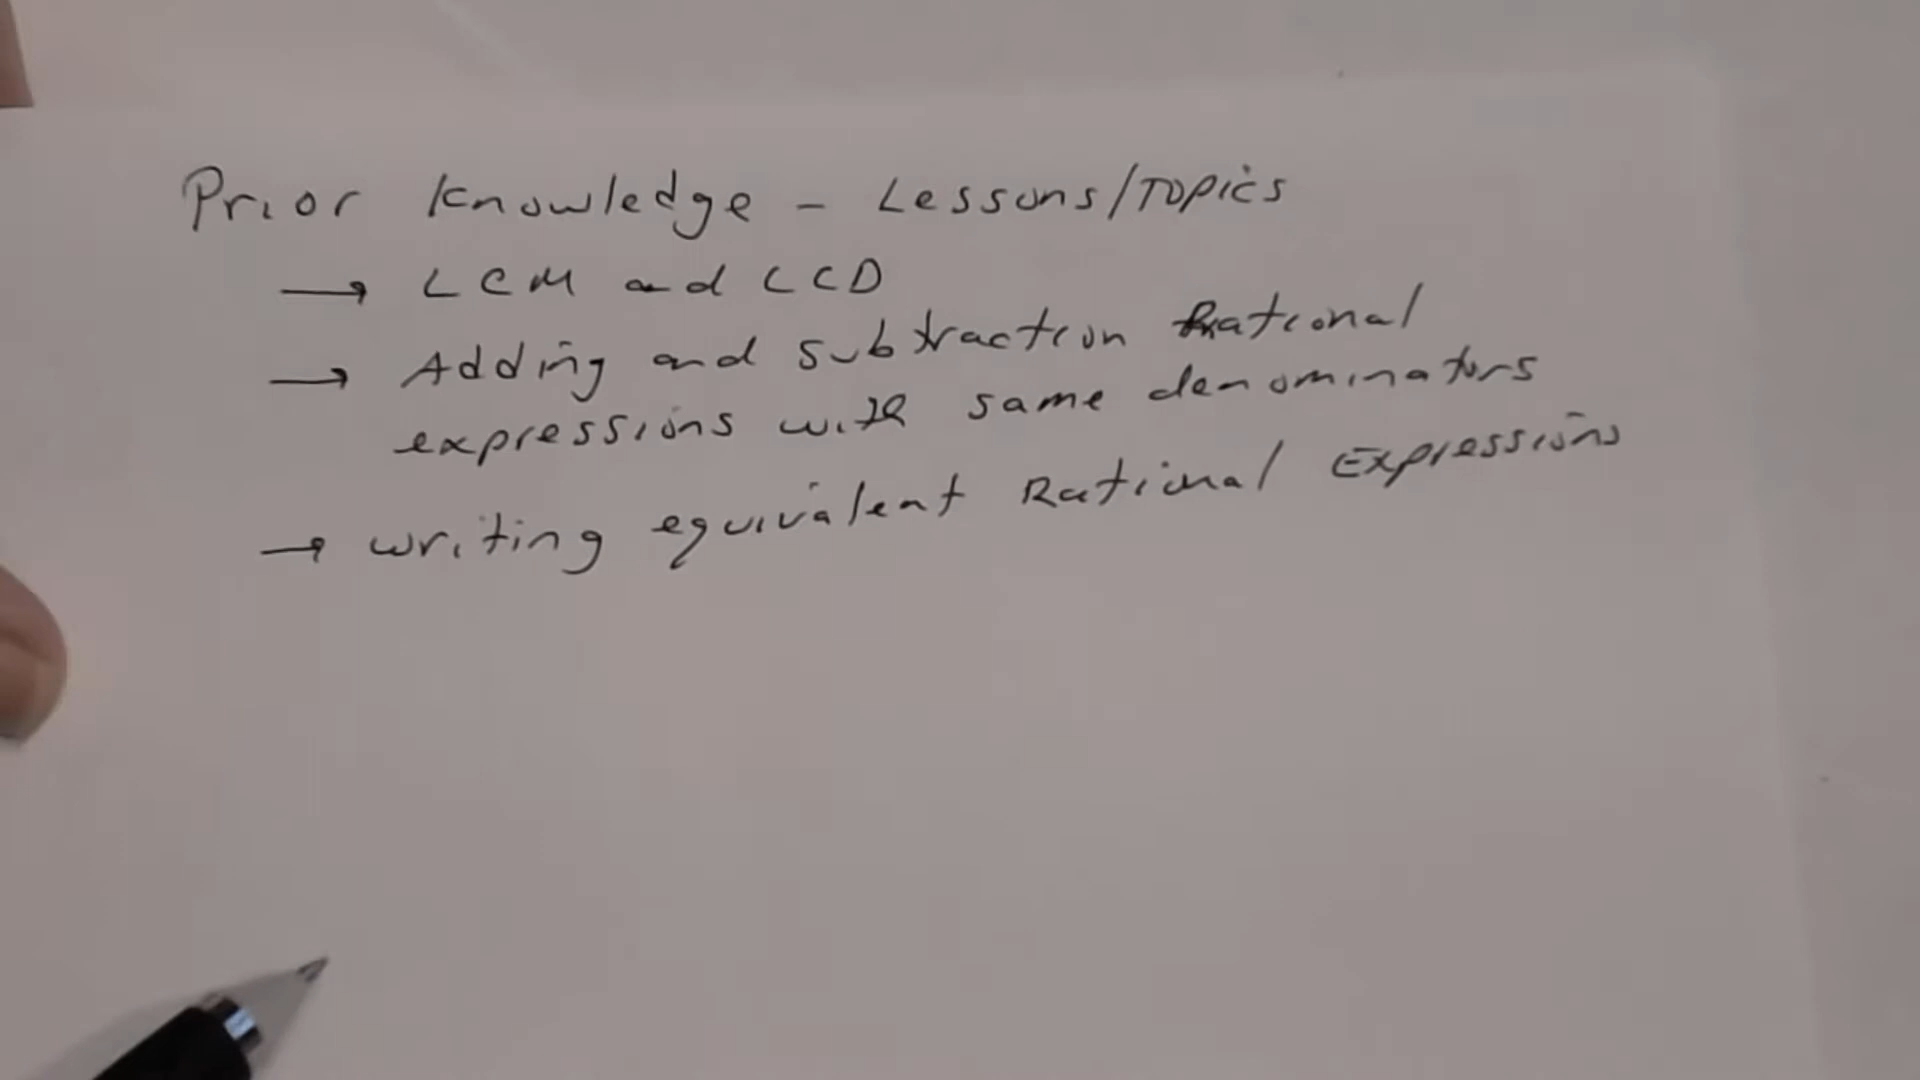 Prior Knowledge - Lessons/Topics
→ LCM and LCD
→ Adding and subtraction Rational
expressions with same denominators
→ writing equivalent Rational Expressions